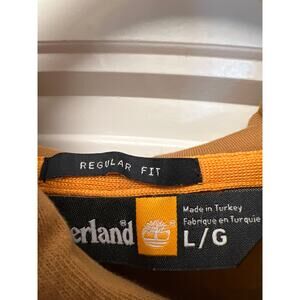 REGULAR FIT
erland®
Made in Turkey
Fabriqué en Turquie
L/G